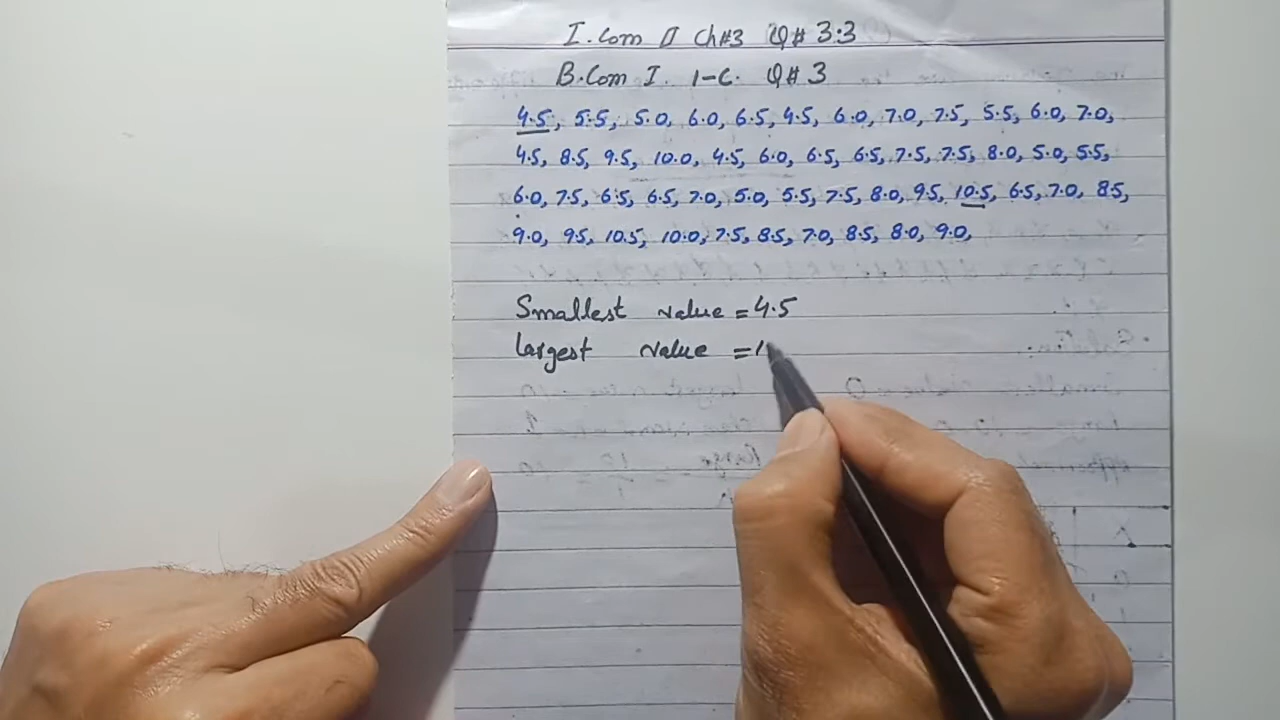 I. Com II Ch#3 Q# 3.3
B.Com I. 1-C. Q#3
4.5, 5.5, 5.0, 6.0, 6.5, 4.5, 6.0, 7.0, 7.5, 5.5, 6.0, 7.0,
4.5, 8.5, 9.5, 10.0, 4.5, 6.0, 6.5, 6.5, 7.5, 7.5, 8.0, 5.0, 5.5,
6.0, 7.5, 6.5, 6.5, 7.0, 5.0, 5.5, 7.5, 8.0, 9.5, 10.5, 6.5, 7.0, 8.5,
9.0, 9.5, 10.5, 10.0, 7.5, 8.5, 7.0, 8.5, 8.0, 9.0,
Smallest value = 4.5
largest value = 1